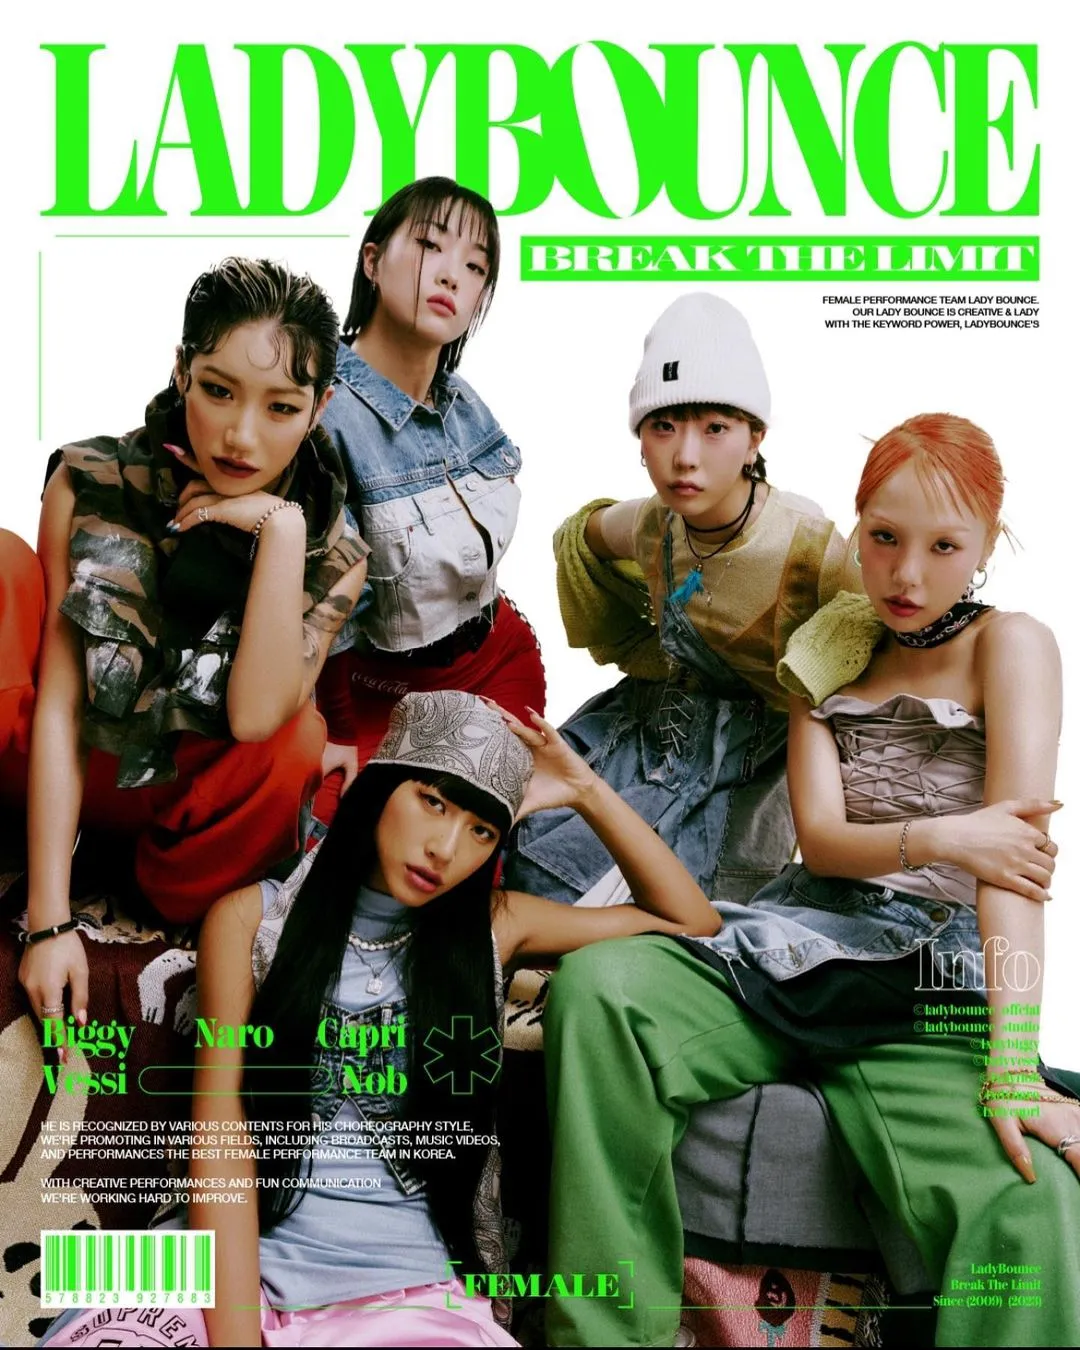 LADYBOUNCE
BREAK THE LIMIT
FEMALE PERFORMANCE TEAM LADY BOUNCE.
OUR LADY BOUNCE IS CREATIVE & LADY
WITH THE KEYWORD POWER, LADYBOUNCE'S
Coca-Cola
Info
©ladybounce_official
©ladybounce_studio
Biggy Naro Capri
Vessi Nob
HE IS RECOGNIZED BY VARIOUS CONTENTS FOR HIS CHOREOGRAPHY STYLE,
WE'RE PROMOTING IN VARIOUS FIELDS, INCLUDING BROADCASTS, MUSIC VIDEOS,
AND PERFORMANCES THE BEST FEMALE PERFORMANCE TEAM IN KOREA.
WITH CREATIVE PERFORMANCES AND FUN COMMUNICATION
WE'RE WORKING HARD TO IMPROVE.
578823 927883
FEMALE
LadyBounce
Break The Limit
Since (2009) (2023)